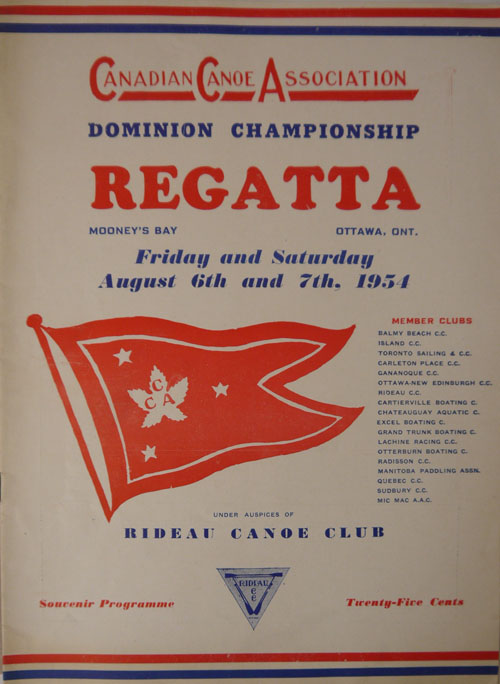 CANADIAN CANOE ASSOCIATION
DOMINION CHAMPIONSHIP
REGATTA
MOONEY'S BAY OTTAWA, ONT.
Friday and Saturday
August 6th and 7th, 1954
MEMBER CLUBS
BALMY BEACH C.C.
ISLAND C.C.
TORONTO SAILING & C.C.
CARLETON PLACE C.C.
GANANOQUE C.C.
OTTAWA-NEW EDINBURGH C.C.
RIDEAU C.C.
CARTIERVILLE BOATING C.
CHATEAUGUAY AQUATIC C.
EXCEL BOATING C.
GRAND TRUNK BOATING C.
LACHINE RACING C.C.
OTTERBURN BOATING C.
RADISSON C.C.
MANITOBA PADDLING ASSN.
QUEBEC C.C.
SUDBURY C.C.
MIC MAC A.A.C.
C
C A
UNDER AUSPICES OF
RIDEAU CANOE CLUB
RIDEAU
C
C
Souvenir Programme Twenty-Five Cents